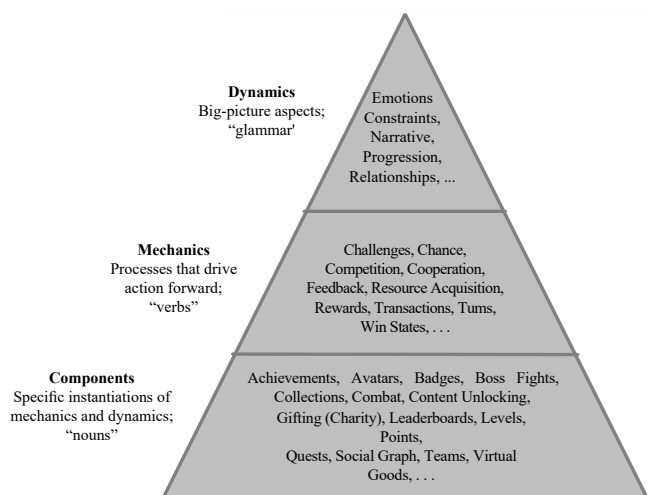 Dynamics
Big-picture aspects;
“glammar'
Emotions
Constraints,
Narrative,
Progression,
Relationships, ...
Mechanics
Processes that drive
action forward;
“verbs”
Challenges, Chance,
Competition, Cooperation,
Feedback, Resource Acquisition,
Rewards, Transactions, Tums,
Win States, . . .
Components
Specific instantiations of
mechanics and dynamics;
“nouns”
Achievements, Avatars, Badges, Boss Fights,
Collections, Combat, Content Unlocking,
Gifting (Charity), Leaderboards, Levels,
Points,
Quests, Social Graph, Teams, Virtual
Goods, . . .